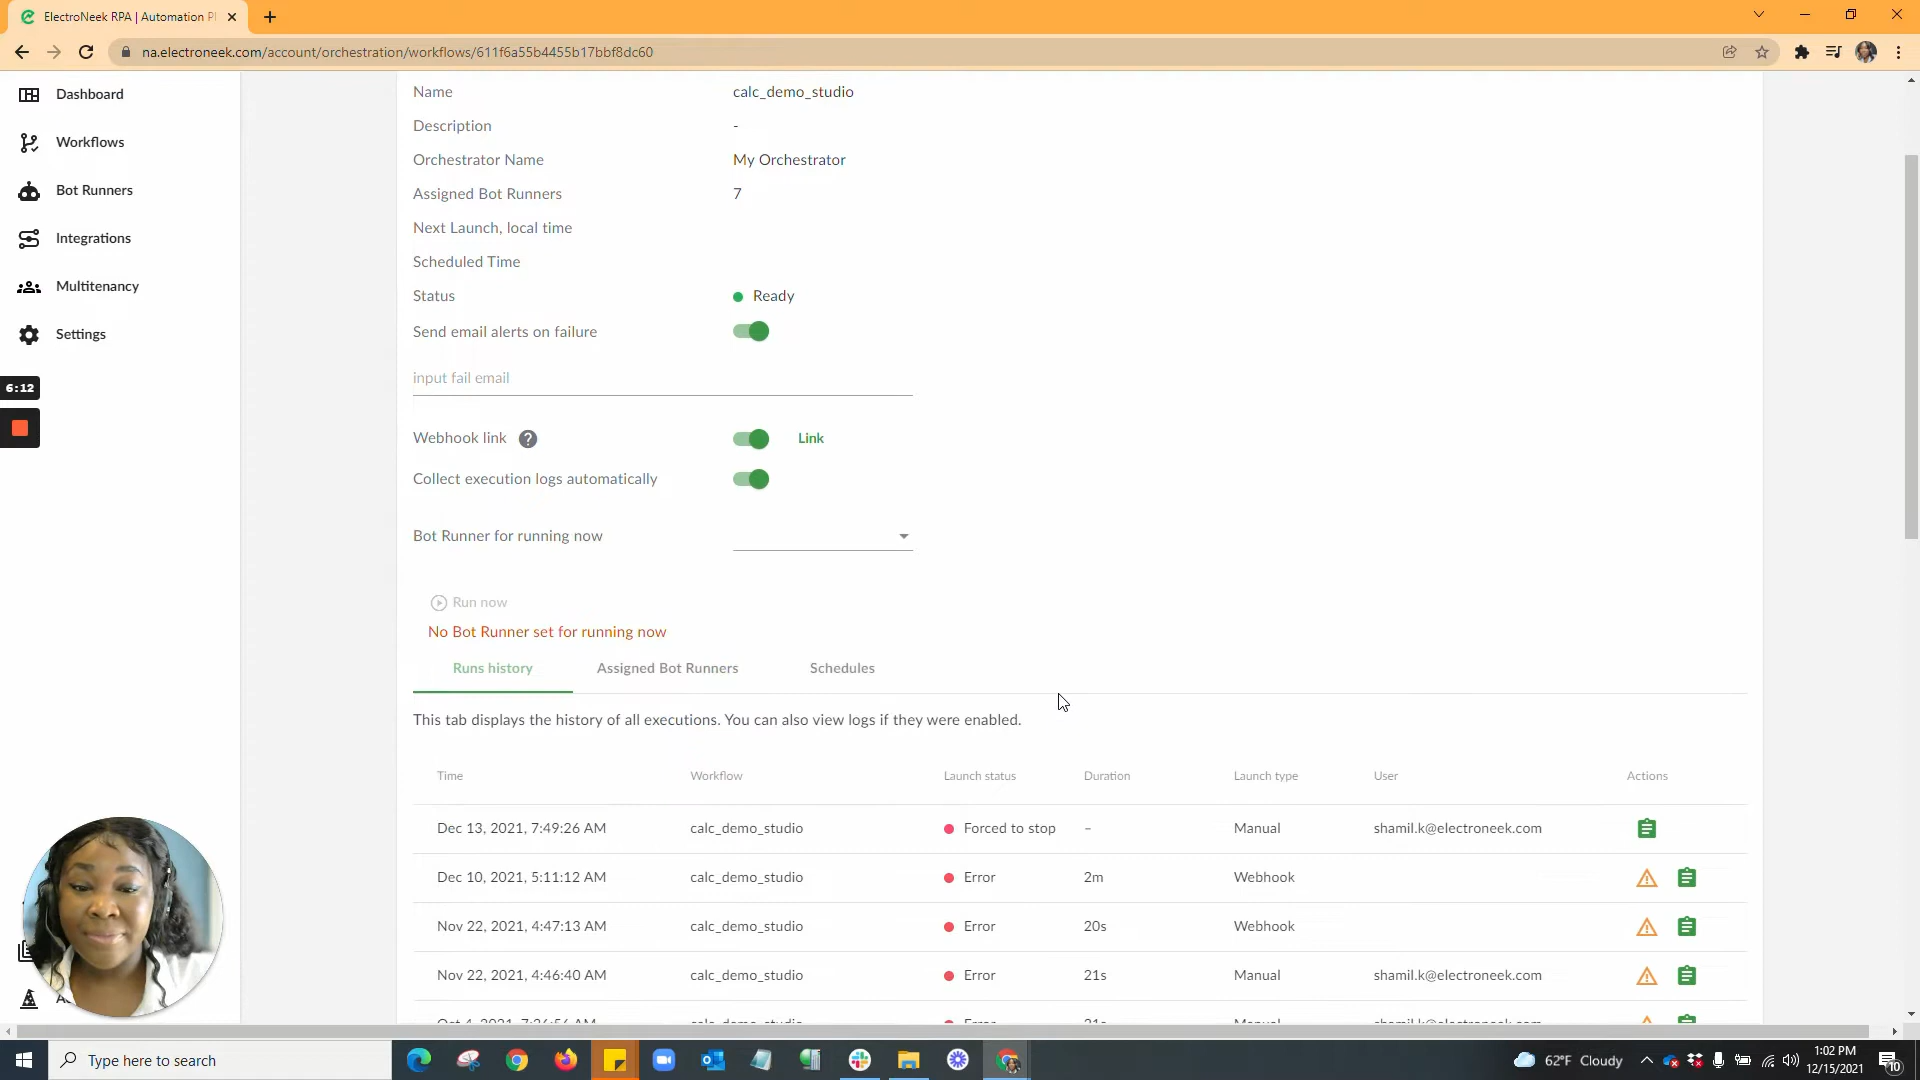 ElectroNeek RPA | Automation Pl
na.electroneek.com/account/orchestration/workflows/611f6a55b4455b17bbf8dc60
Dashboard
Workflows
Bot Runners
Integrations
Multitenancy
Settings
6:12
Name calc_demo_studio
Description -
Orchestrator Name My Orchestrator
Assigned Bot Runners 7
Next Launch, local time
Scheduled Time
Status Ready
Send email alerts on failure
input fail email
Webhook link ? Link
Collect execution logs automatically
Bot Runner for running now
Run now
No Bot Runner set for running now
Runs history Assigned Bot Runners Schedules
This tab displays the history of all executions. You can also view logs if they were enabled.
Time Workflow Launch status Duration Launch type User Actions
Dec 13, 2021, 7:49:26 AM calc_demo_studio Forced to stop – Manual shamil.k@electroneek.com
Dec 10, 2021, 5:11:12 AM calc_demo_studio Error 2m Webhook
Nov 22, 2021, 4:47:13 AM calc_demo_studio Error 20s Webhook
Nov 22, 2021, 4:46:40 AM calc_demo_studio Error 21s Manual shamil.k@electroneek.com
Type here to search
62°F Cloudy
1:02 PM
12/15/2021
10